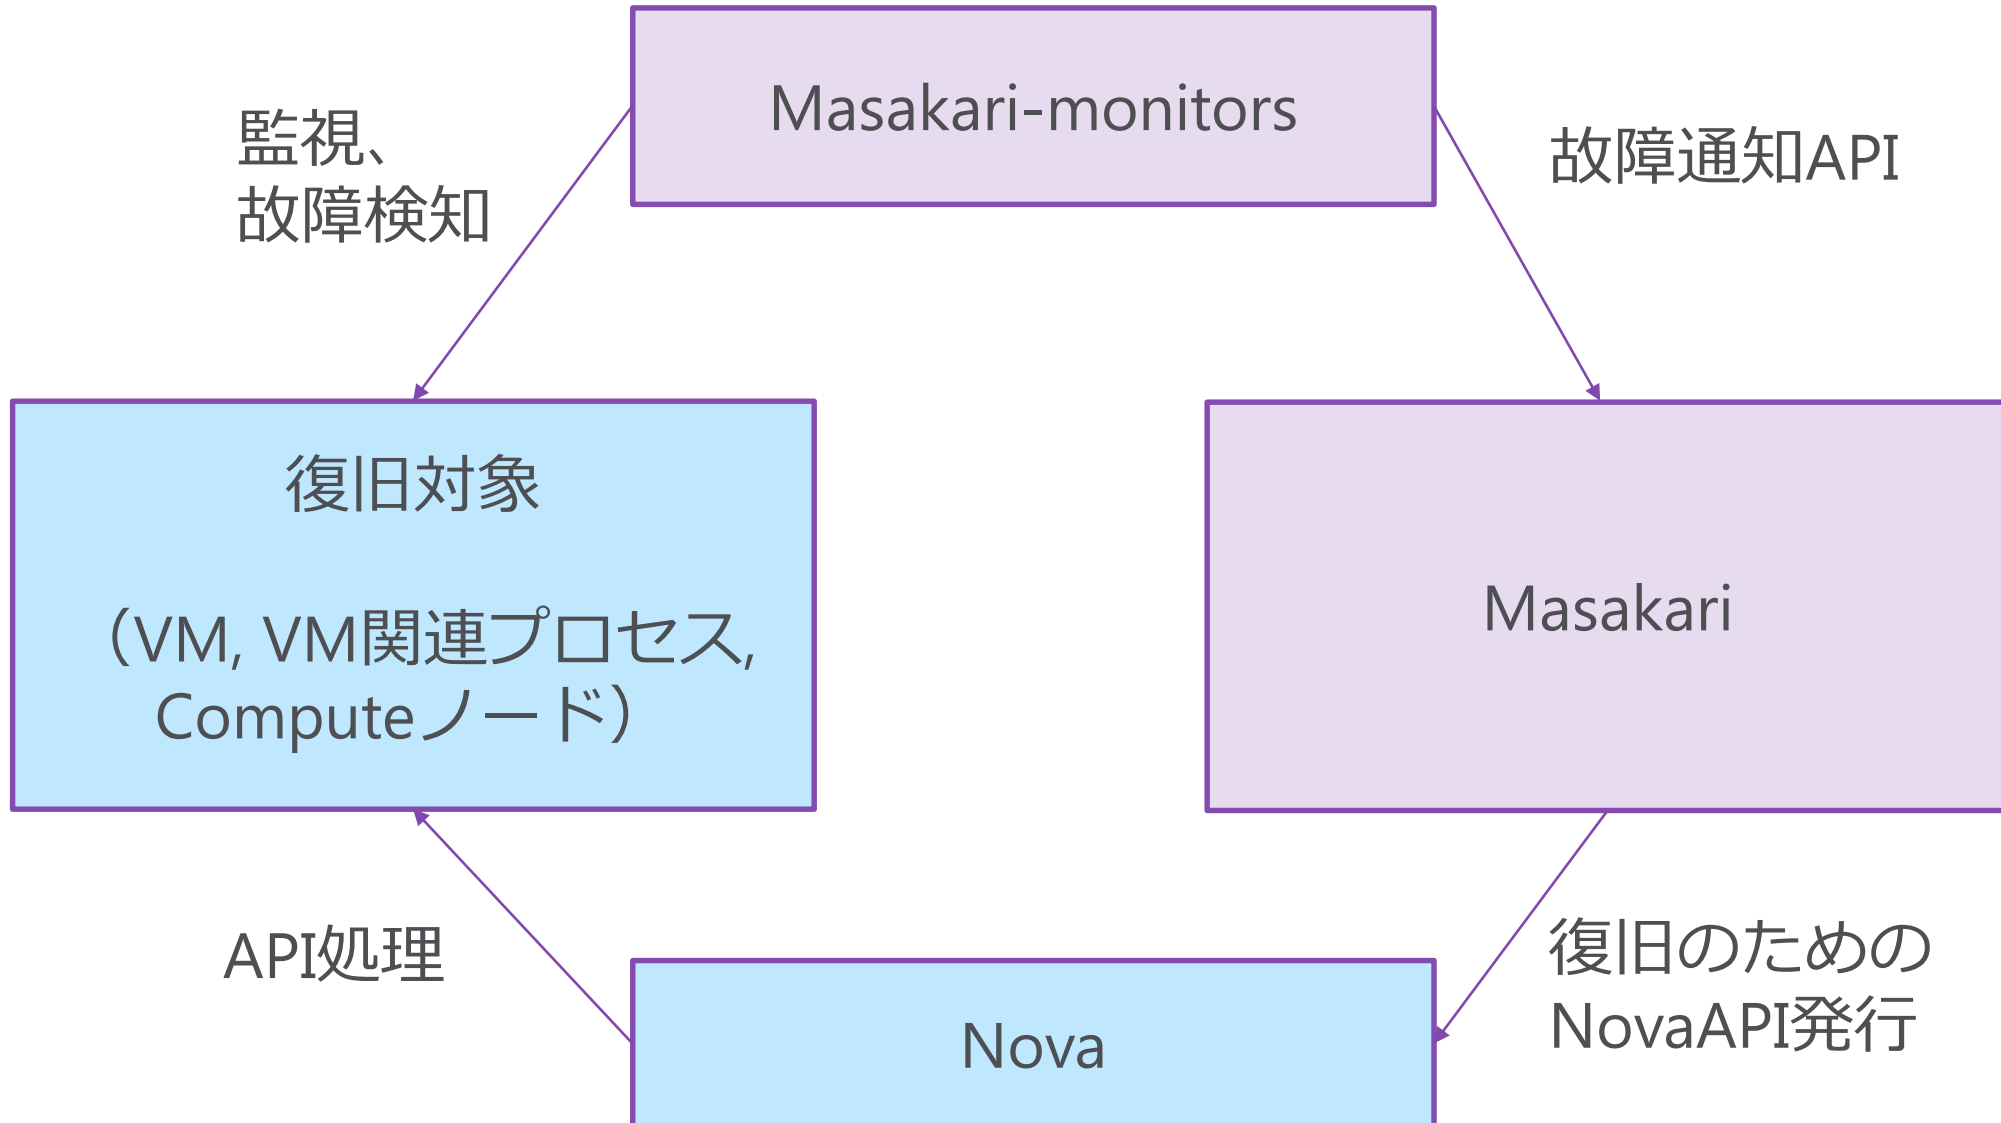 Masakari-monitors
監視、
故障検知
故障通知API
復旧対象
（VM, VM関連プロセス,
Computeノード）
Masakari
API処理
復旧のための
NovaAPI発行
Nova